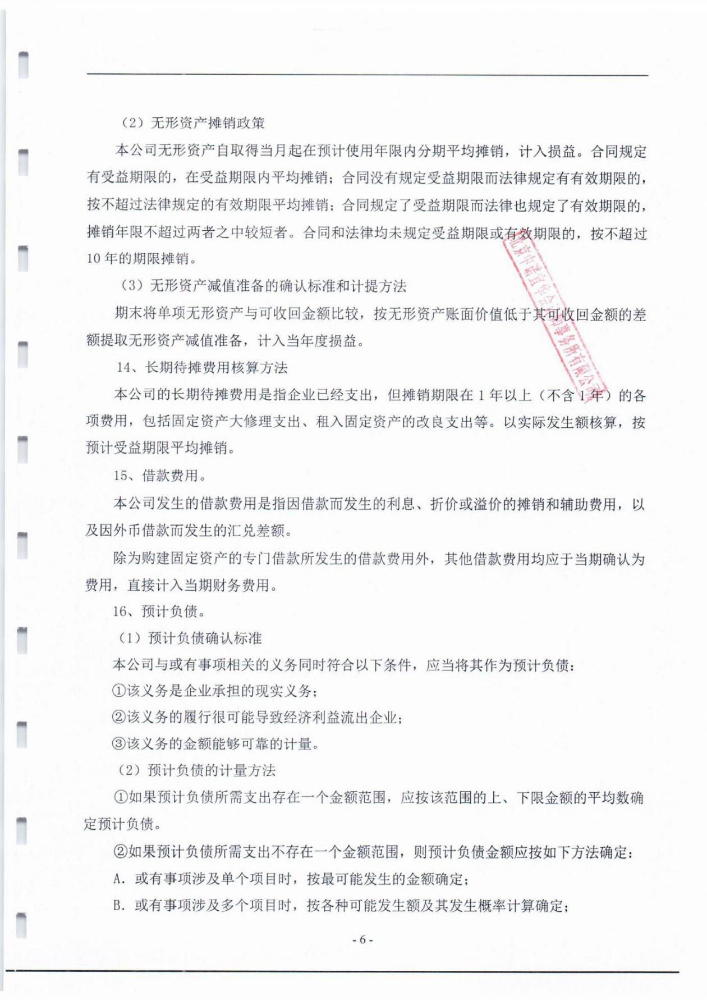 （2）无形资产摊销政策
本公司无形资产自取得当月起在预计使用年限内分期平均摊销，计入损益。合同规定
有受益期限的，在受益期限内平均摊销；合同没有规定受益期限而法律规定有有效期限的，
按不超过法律规定的有效期限平均摊销；合同规定了受益期限而法律也规定了有效期限的，
摊销年限不超过两者之中较短者。合同和法律均未规定受益期限或有效期限的，按不超过
10 年的期限摊销。
（3）无形资产减值准备的确认标准和计提方法
期末将单项无形资产与可收回金额比较，按无形资产账面价值低于其可收回金额的差
额提取无形资产减值准备，计入当年度损益。
14、长期待摊费用核算方法
本公司的长期待摊费用是指企业已经支出，但摊销期限在 1 年以上（不含 1 年）的各
项费用，包括固定资产大修理支出、租入固定资产的改良支出等。以实际发生额核算，按
预计受益期限平均摊销。
15、借款费用。
本公司发生的借款费用是指因借款而发生的利息、折价或溢价的摊销和辅助费用，以
及因外币借款而发生的汇兑差额。
除为购建固定资产的专门借款所发生的借款费用外，其他借款费用均应于当期确认为
费用，直接计入当期财务费用。
16、预计负债。
（1）预计负债确认标准
本公司与或有事项相关的义务同时符合以下条件，应当将其作为预计负债：
①该义务是企业承担的现实义务；
②该义务的履行很可能导致经济利益流出企业；
③该义务的金额能够可靠的计量。
（2）预计负债的计量方法
①如果预计负债所需支出存在一个金额范围，应按该范围的上、下限金额的平均数确
定预计负债。
②如果预计负债所需支出不存在一个金额范围，则预计负债金额应按如下方法确定：
A．或有事项涉及单个项目时，按最可能发生的金额确定；
B．或有事项涉及多个项目时，按各种可能发生额及其发生概率计算确定；
- 6 -